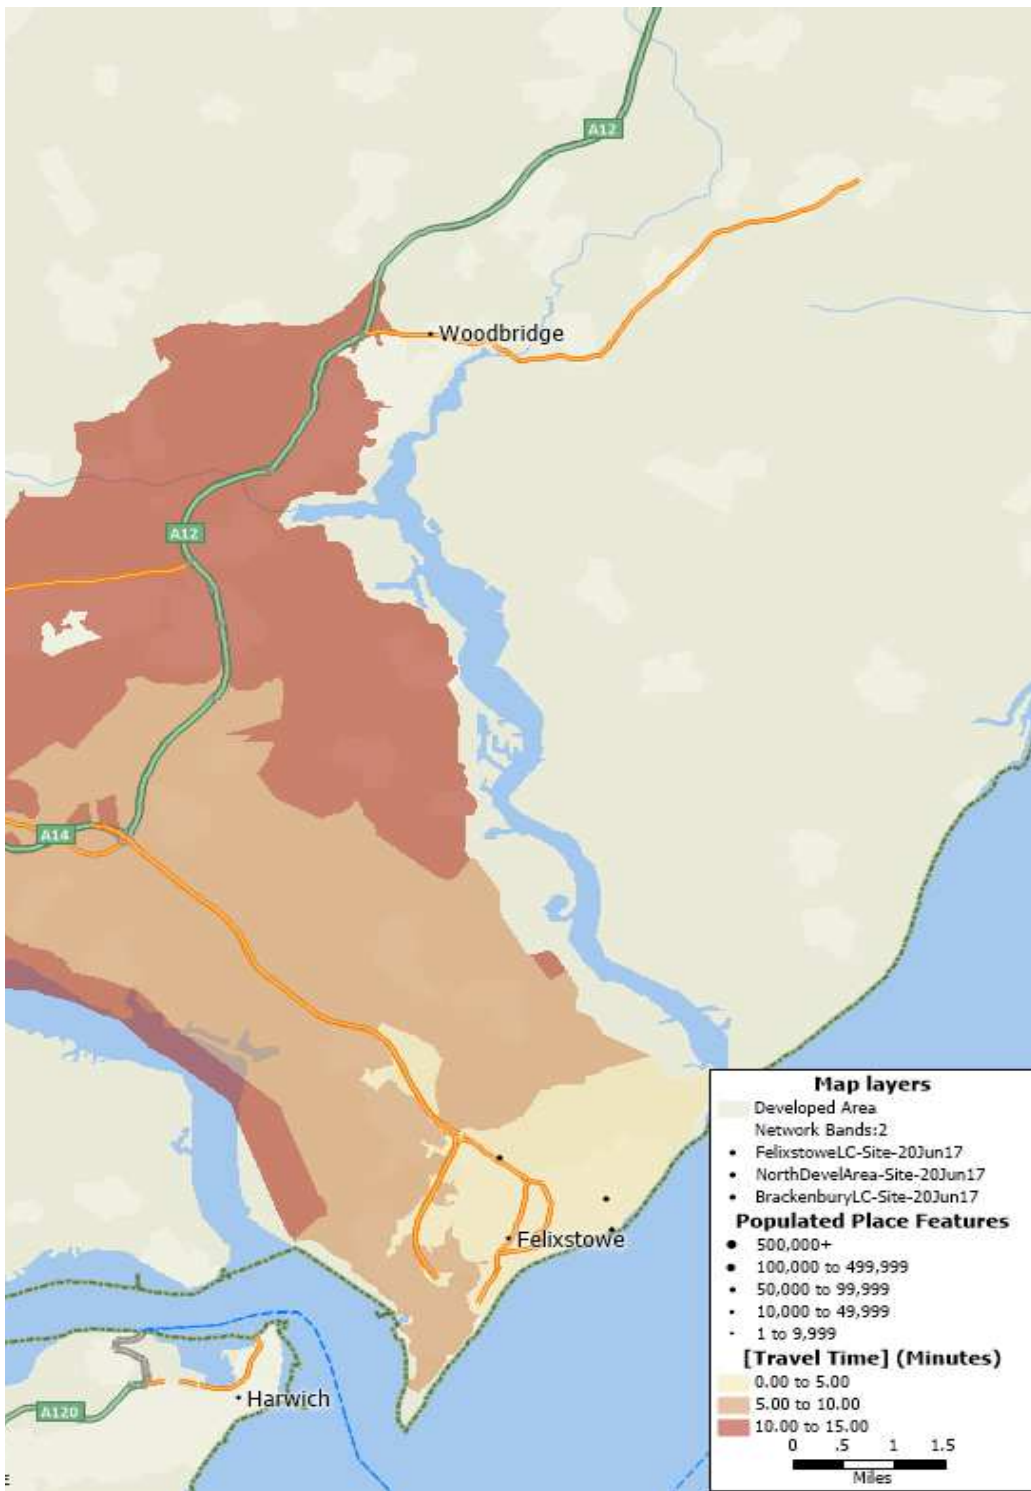 A12
Woodbridge
A12
A14
Felixstowe
Harwich
A120
E
Map layers
Developed Area
Network Bands:2
FelixstoweLC-Site-20Jun17
NorthDevelArea-Site-20Jun17
BrackenburyLC-Site-20Jun17
Populated Place Features
500,000+
100,000 to 499,999
50,000 to 99,999
10,000 to 49,999
1 to 9,999
[Travel Time] (Minutes)
0.00 to 5.00
5.00 to 10.00
10.00 to 15.00
0 .5 1 1.5
Miles